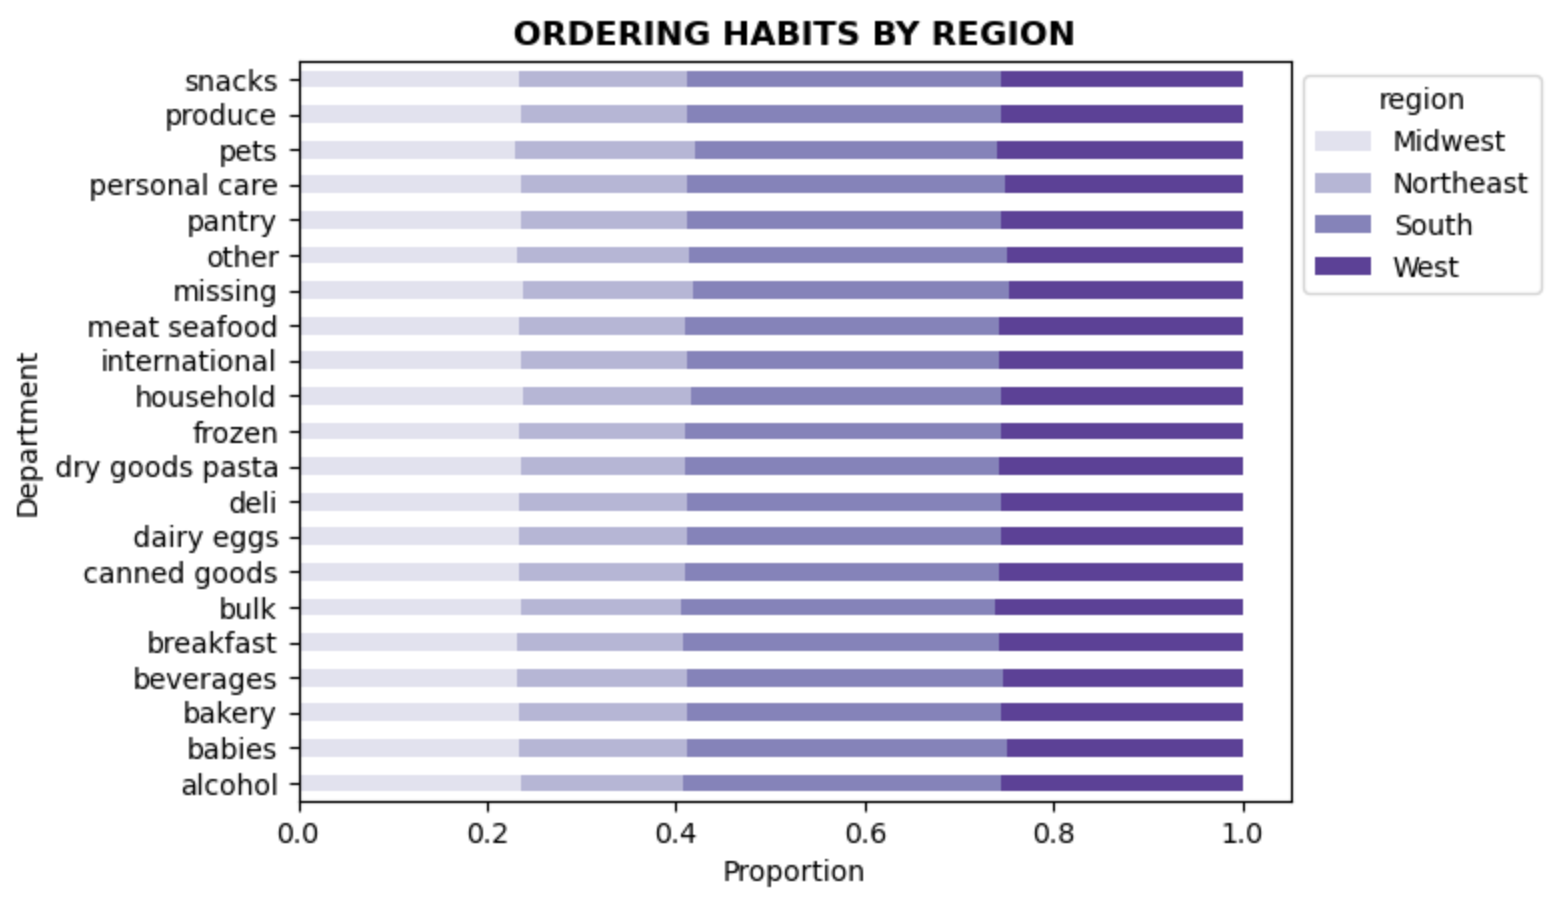 ORDERING HABITS BY REGION
snacks
produce
pets
personal care
pantry
other
missing
meat seafood
international
household
frozen
dry goods pasta
deli
dairy eggs
canned goods
bulk
breakfast
beverages
bakery
babies
alcohol
Department
0.0 0.2 0.4 0.6 0.8 1.0
Proportion
region
Midwest
Northeast
South
West